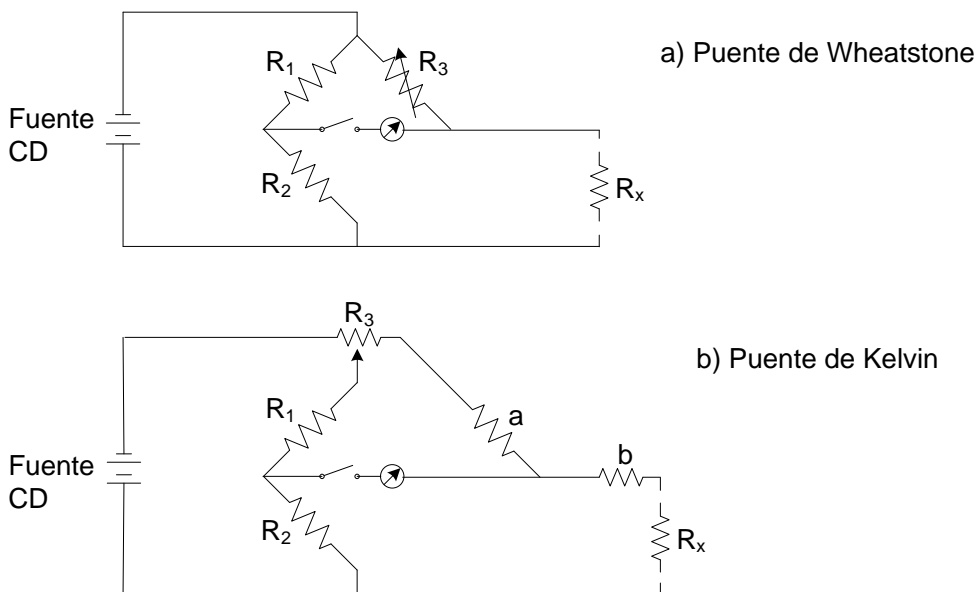 a) Puente de Wheatstone
R₁
R₃
Fuente
CD
R₂
Rₓ
R₃
b) Puente de Kelvin
R₁
a
b
Fuente
CD
R₂
Rₓ